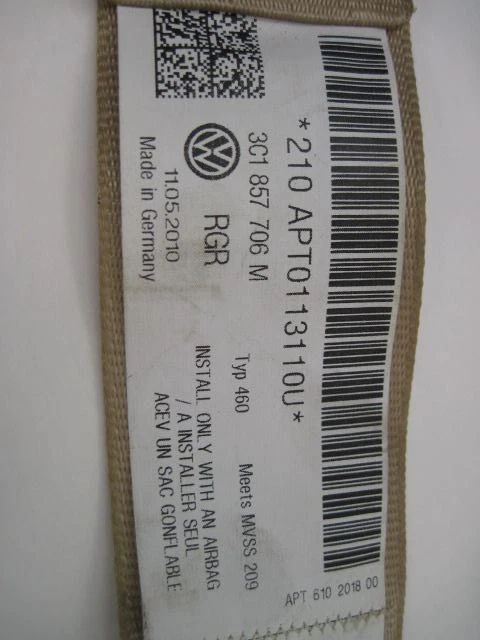 *210 APT0113110U*
3C1 857 706 M
RGR
11.05.2010
Made in Germany
Typ 460
Meets MVSS 209
INSTALL ONLY WITH AN AIRBAG
/ A INSTALLER SEUL
ACEV UN SAC GONFLABLE
APT 610 2018 00